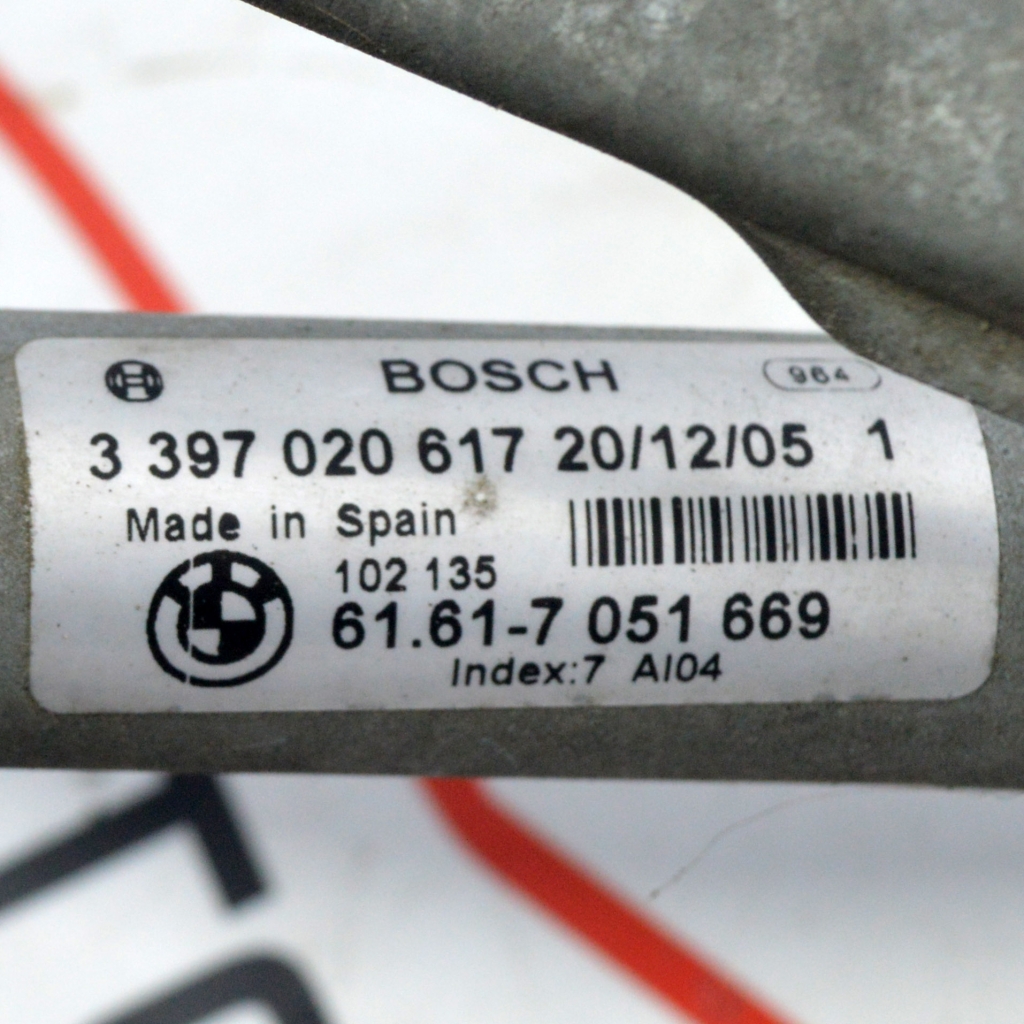 BOSCH 964
3 397 020 617 20/12/05 1
Made in Spain
102 135
61.61-7 051 669
Index:7 AI04